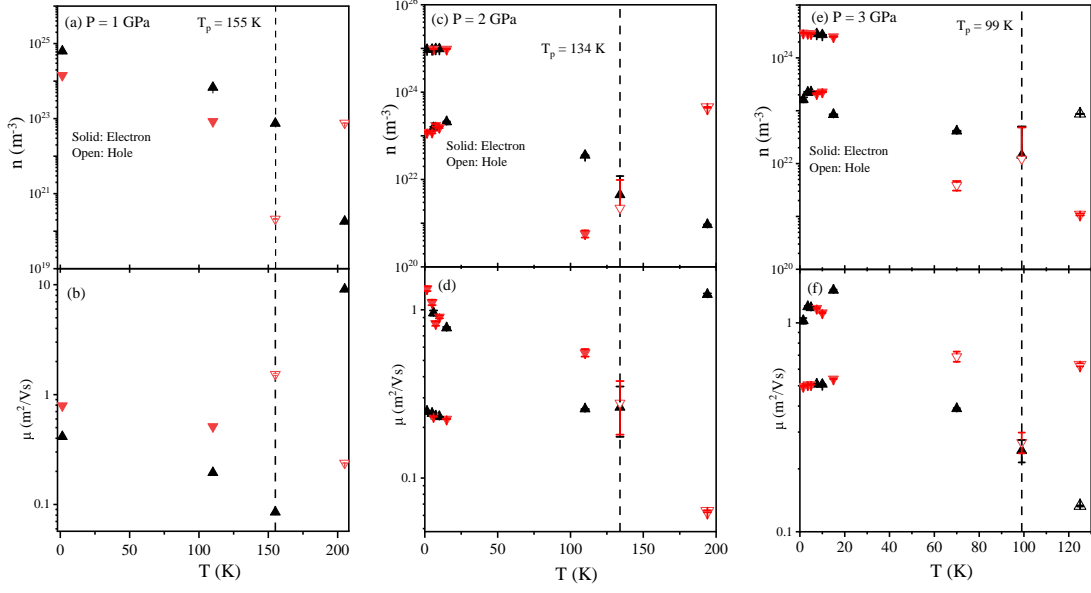 (a) P = 1 GPa
T_p = 155 K
10^25
10^23
10^21
10^19
n (m^-3)
Solid: Electron
Open: Hole
(b)
10
1
0.1
μ (m^2/Vs)
0 50 100 150 200
T (K)
(c) P = 2 GPa
T_p = 134 K
10^26
10^24
10^22
10^20
n (m^-3)
(d)
1
0.1
μ (m^2/Vs)
0 50 100 150 200
T (K)
(e) P = 3 GPa
T_p = 99 K
10^24
10^22
10^20
n (m^-3)
Solid: Electron
Open: Hole
(f)
1
0.1
μ (m^2/Vs)
0 20 40 60 80 100 120
T (K)